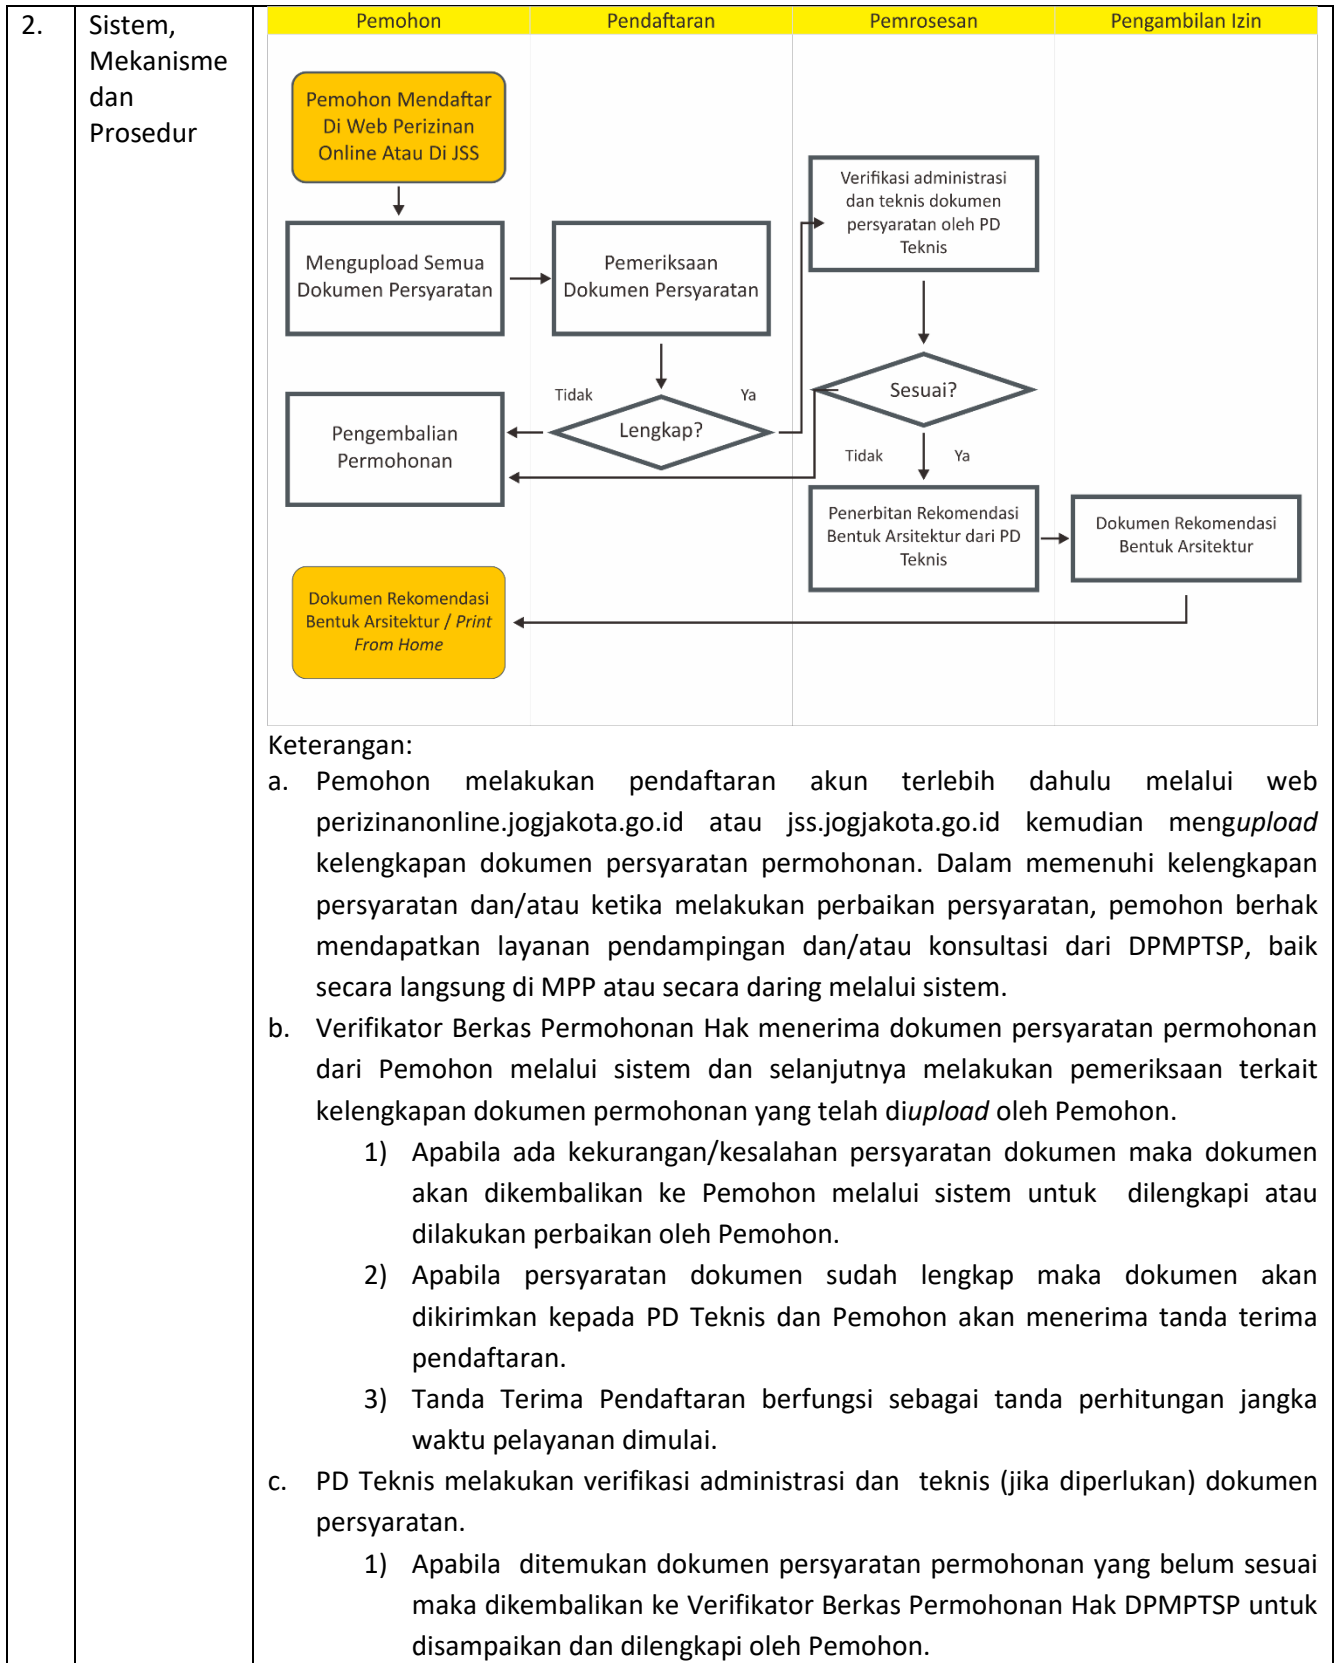 2.
Sistem,
Mekanisme
dan
Prosedur
Pemohon
Pendaftaran
Pemrosesan
Pengambilan Izin
Pemohon Mendaftar
Di Web Perizinan
Online Atau Di JSS
Mengupload Semua
Dokumen Persyaratan
Pemeriksaan
Dokumen Persyaratan
Verifikasi administrasi
dan teknis dokumen
persyaratan oleh PD
Teknis
Tidak
Ya
Lengkap?
Sesuai?
Pengembalian
Permohonan
Tidak
Ya
Penerbitan Rekomendasi
Bentuk Arsitektur dari PD
Teknis
Dokumen Rekomendasi
Bentuk Arsitektur
Dokumen Rekomendasi
Bentuk Arsitektur / Print
From Home
Keterangan:
a. Pemohon melakukan pendaftaran akun terlebih dahulu melalui web
perizinanonline.jogjakota.go.id atau jss.jogjakota.go.id kemudian mengupload
kelengkapan dokumen persyaratan permohonan. Dalam memenuhi kelengkapan
persyaratan dan/atau ketika melakukan perbaikan persyaratan, pemohon berhak
mendapatkan layanan pendampingan dan/atau konsultasi dari DPMPTSP, baik
secara langsung di MPP atau secara daring melalui sistem.
b. Verifikator Berkas Permohonan Hak menerima dokumen persyaratan permohonan
dari Pemohon melalui sistem dan selanjutnya melakukan pemeriksaan terkait
kelengkapan dokumen permohonan yang telah diupload oleh Pemohon.
1) Apabila ada kekurangan/kesalahan persyaratan dokumen maka dokumen
akan dikembalikan ke Pemohon melalui sistem untuk dilengkapi atau
dilakukan perbaikan oleh Pemohon.
2) Apabila persyaratan dokumen sudah lengkap maka dokumen akan
dikirimkan kepada PD Teknis dan Pemohon akan menerima tanda terima
pendaftaran.
3) Tanda Terima Pendaftaran berfungsi sebagai tanda perhitungan jangka
waktu pelayanan dimulai.
c. PD Teknis melakukan verifikasi administrasi dan teknis (jika diperlukan) dokumen
persyaratan.
1) Apabila ditemukan dokumen persyaratan permohonan yang belum sesuai
maka dikembalikan ke Verifikator Berkas Permohonan Hak DPMPTSP untuk
disampaikan dan dilengkapi oleh Pemohon.